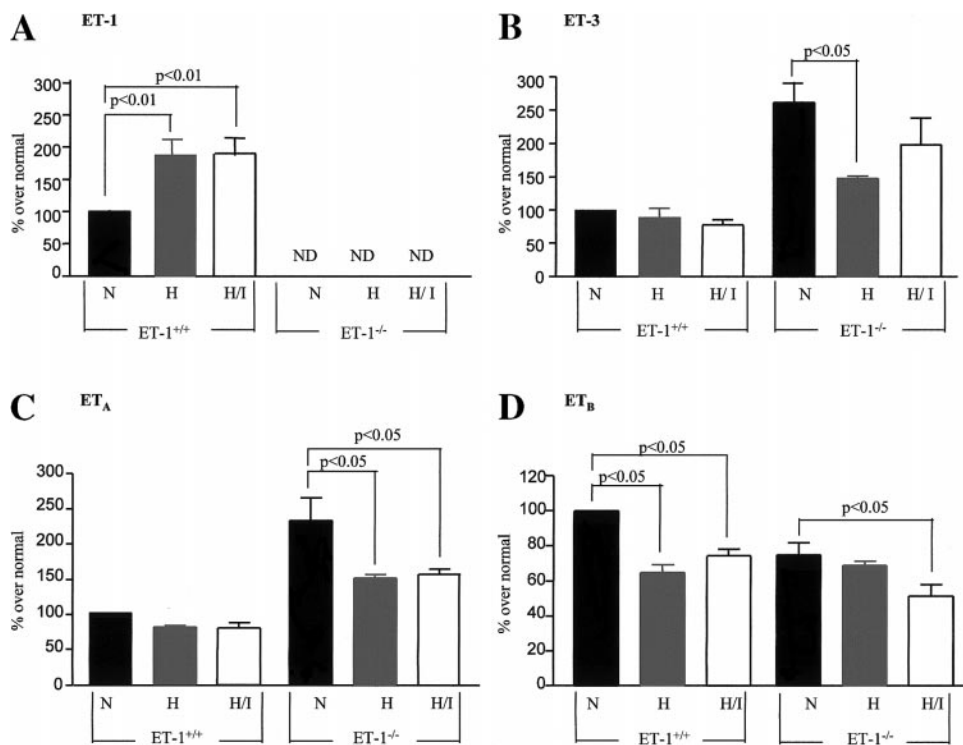 A ET-1
p<0.01
p<0.01
% over normal
300
250
200
150
100
50
0
ND ND ND
N H H/I N H H/ I
ET-1+/+ ET-1-/-
B ET-3
p<0.05
% over normal
300
250
200
150
100
50
0
N H H/ I N H H/ I
ET-1+/+ ET-1-/-
C ETA
p<0.05
p<0.05
% over normal
300
250
200
150
100
50
0
N H H/I N H H/I
ET-1+/+ ET-1-/-
D ETB
p<0.05
p<0.05
p<0.05
% over normal
120
100
80
60
40
20
0
N H H/I N H H/I
ET-1+/+ ET-1-/-